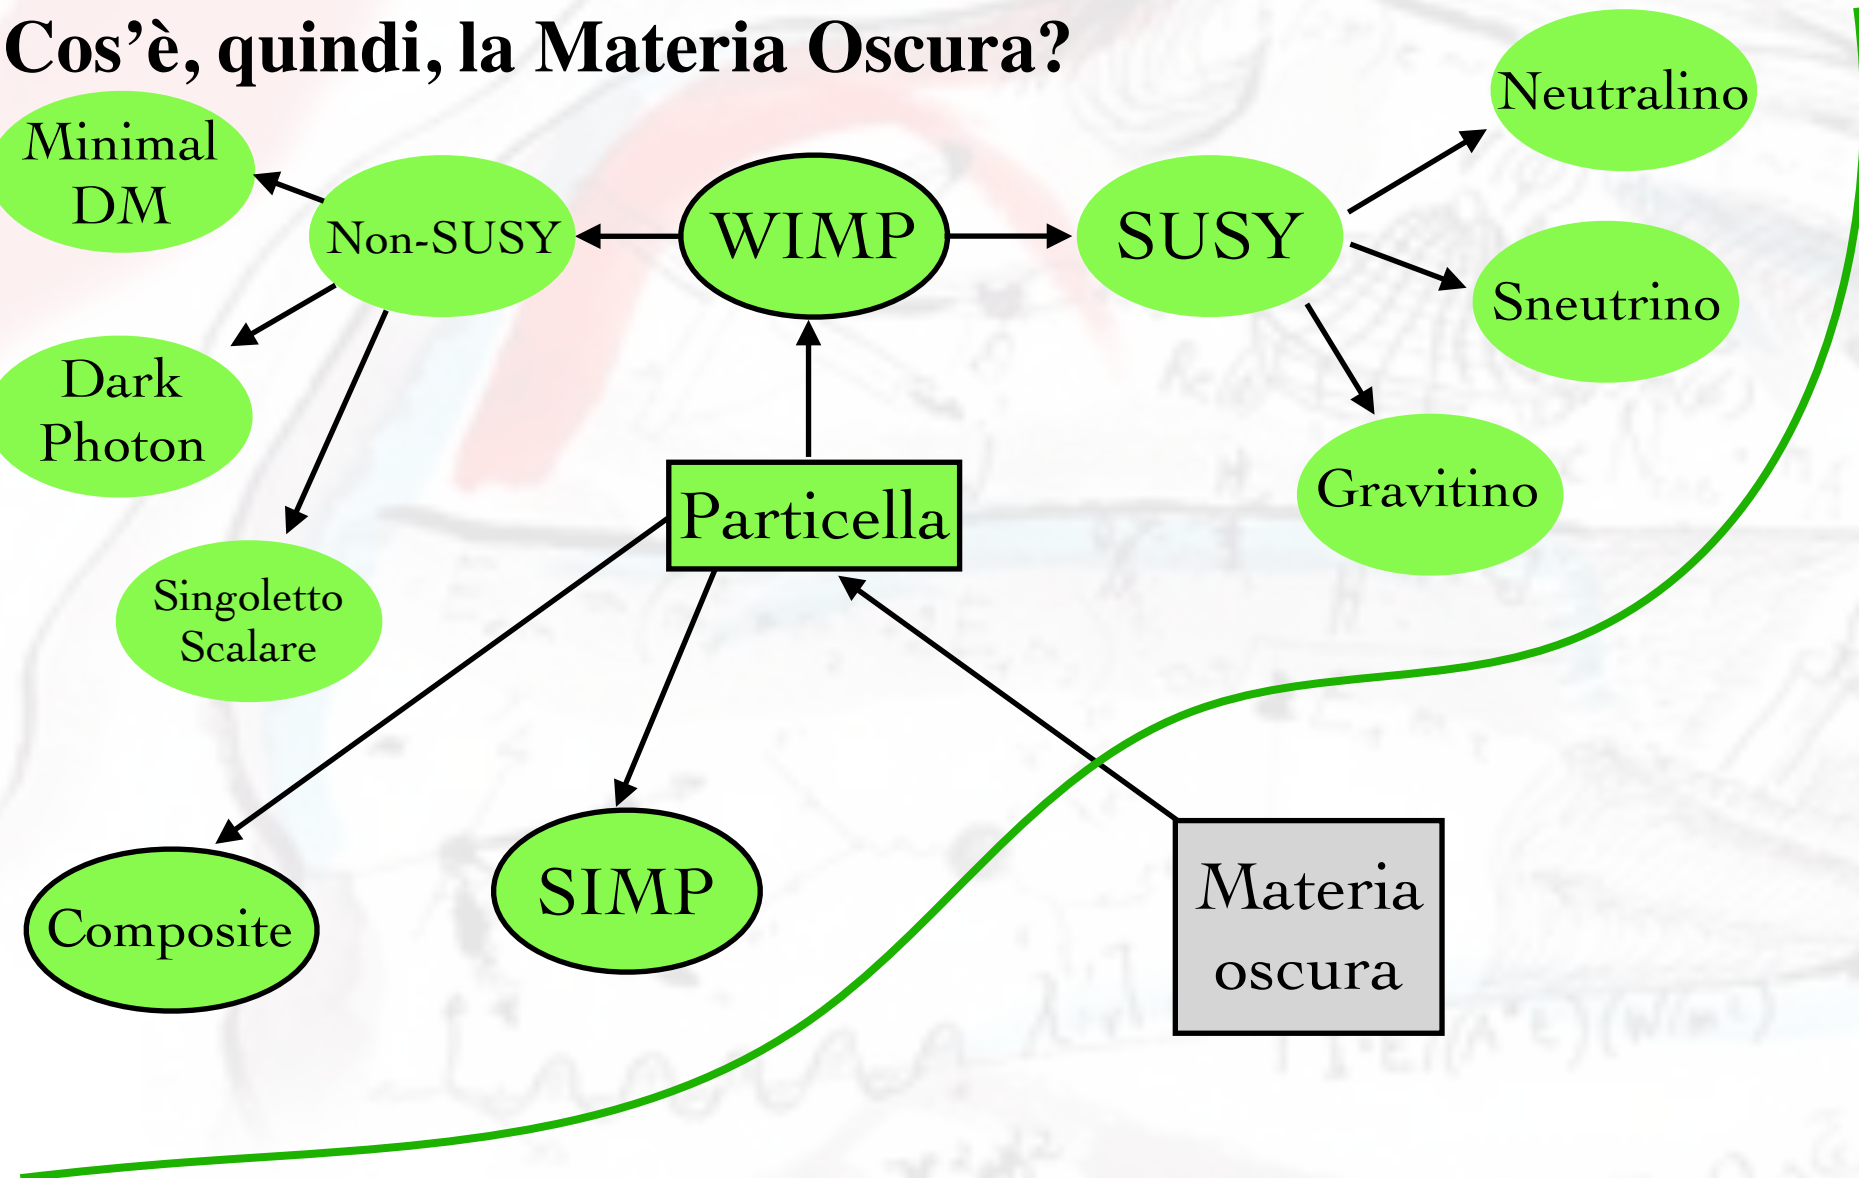 Cos’è, quindi, la Materia Oscura?
Neutralino
Minimal
DM
Non-SUSY
WIMP
SUSY
Sneutrino
Dark
Photon
Gravitino
Particella
Singoletto
Scalare
Composite
SIMP
Materia
oscura